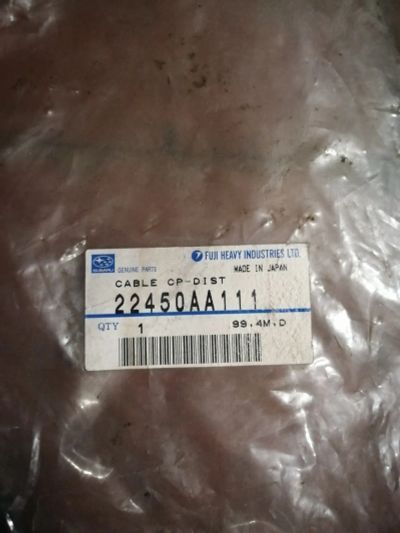 SUBARU GENUINE PARTS
FUJI HEAVY INDUSTRIES LTD.
MADE IN JAPAN
CABLE CP-DIST
22450AA111
QTY 1 99.4M.D